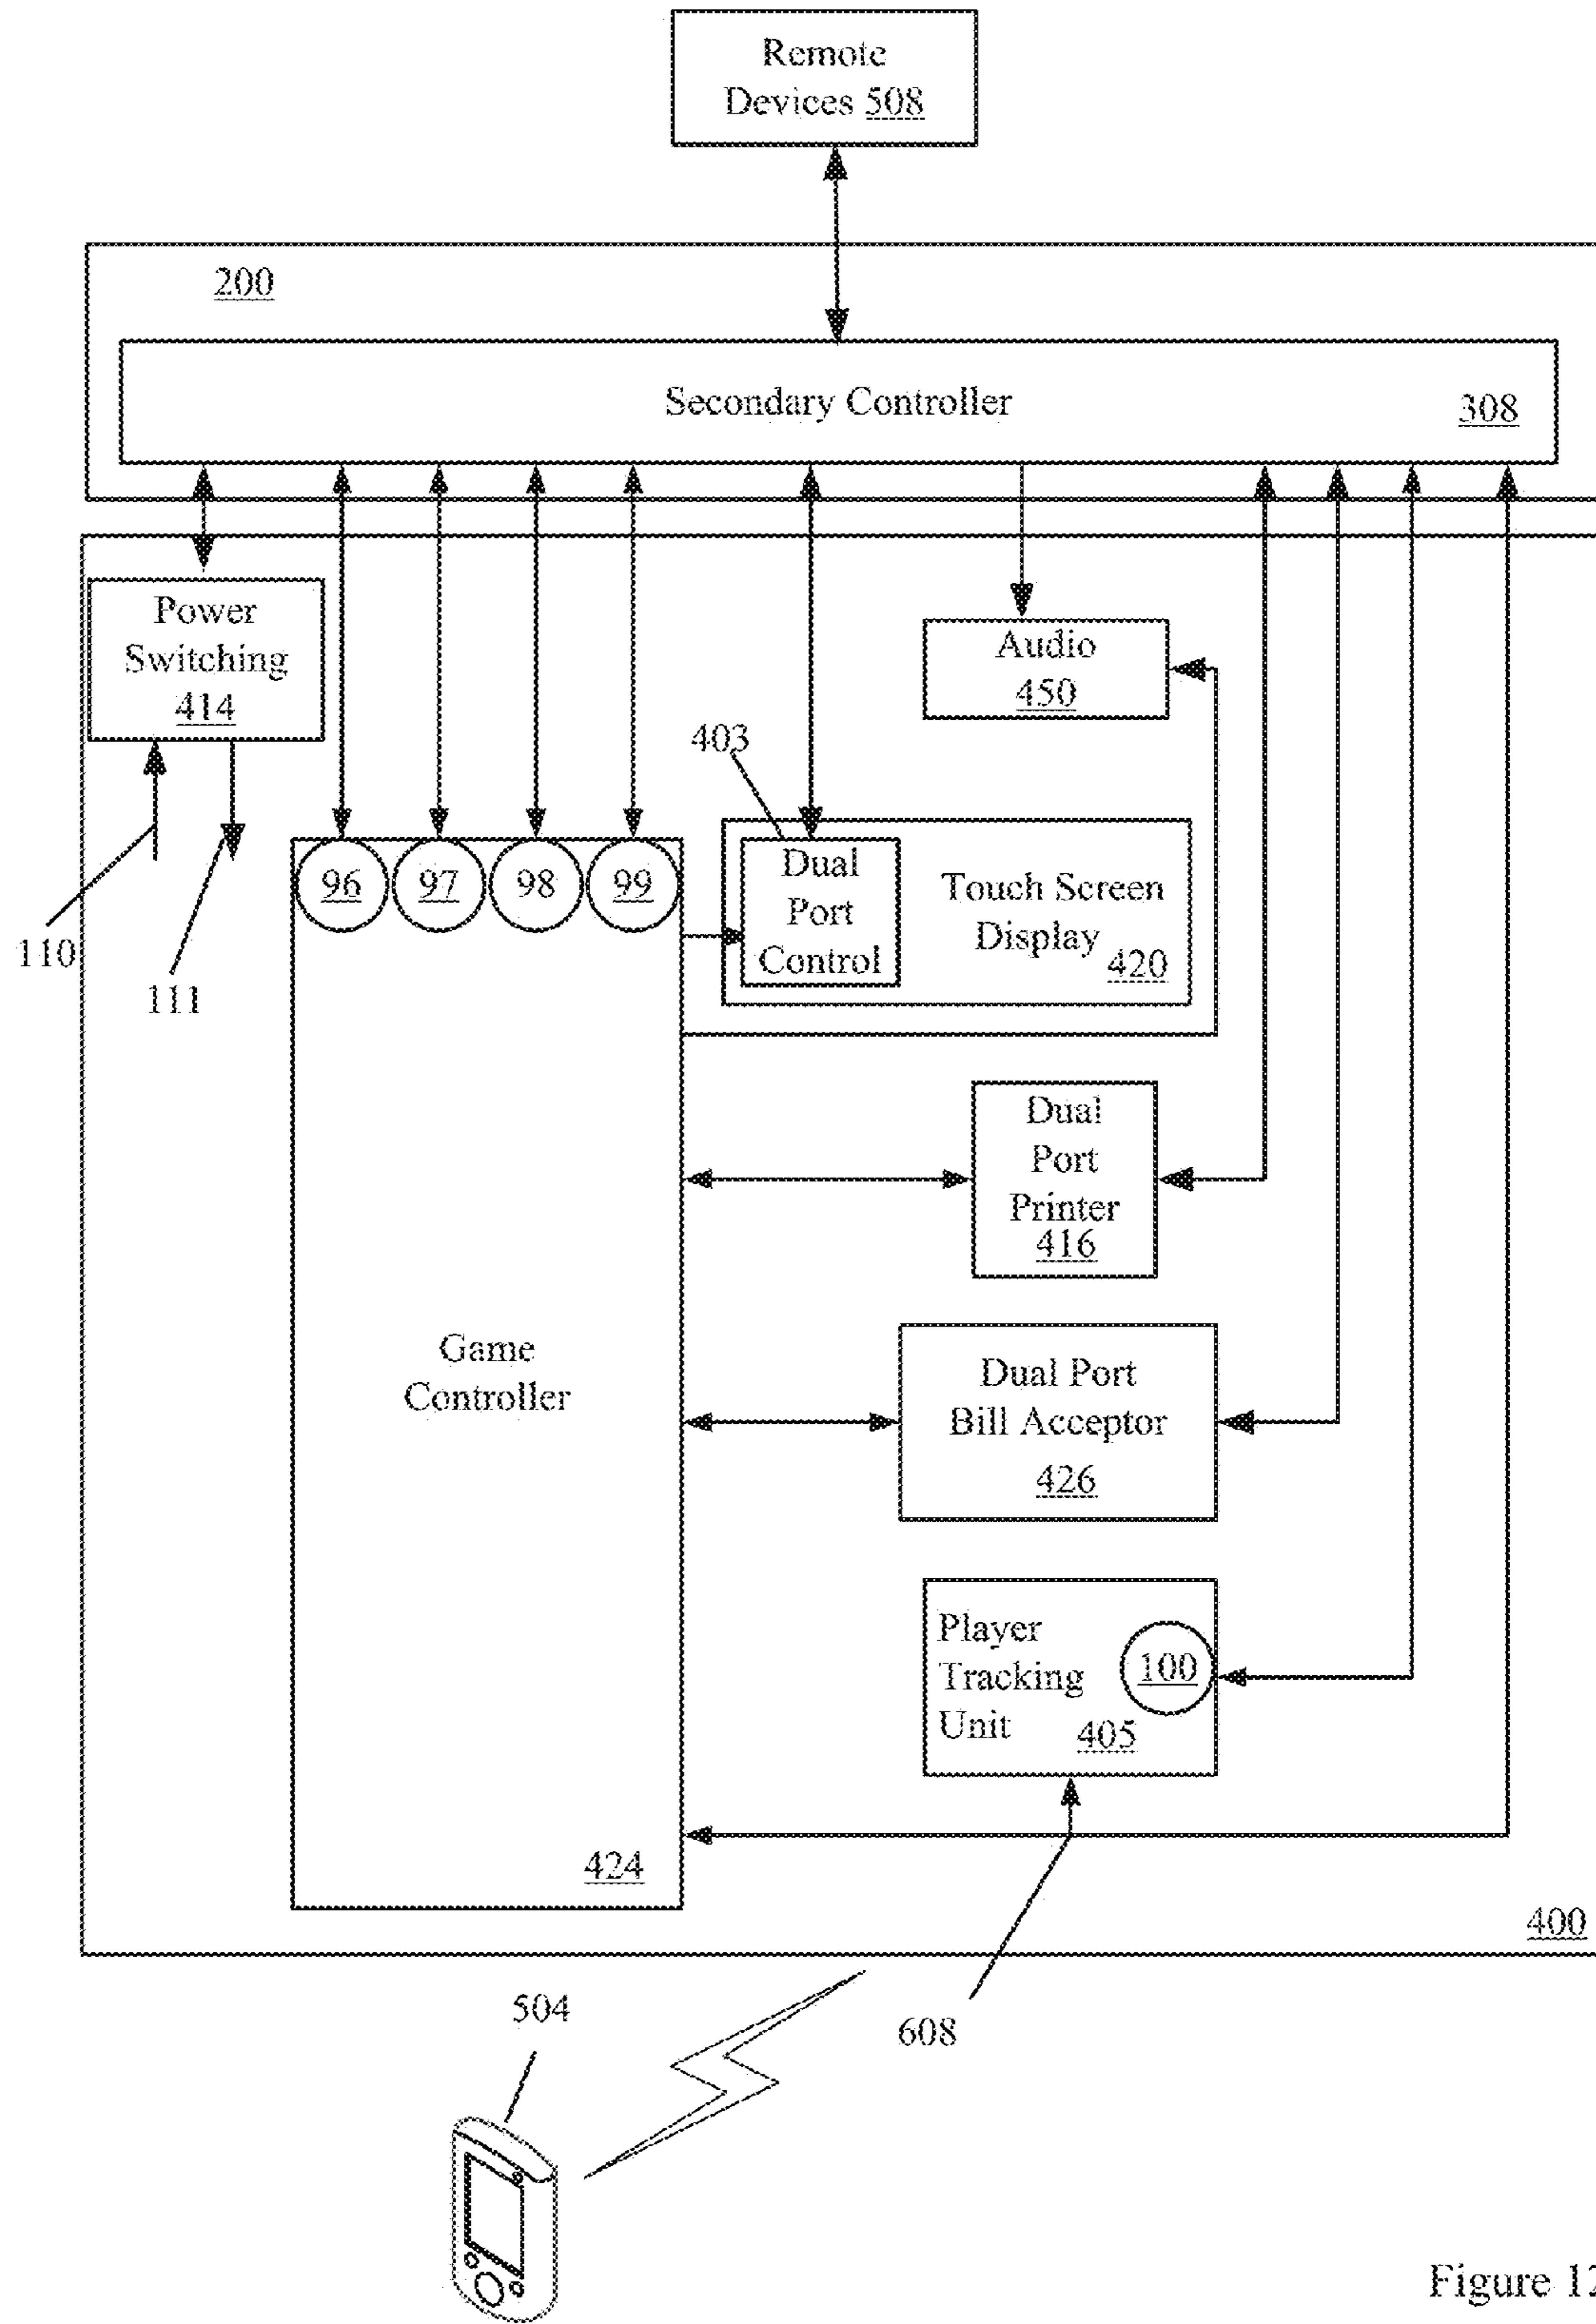 Remote
Devices 508
200
Secondary Controller
308
Power
Switching
414
Audio
450
403
96 97 98 99
Dual
Port
Control
Touch Screen
Display
420
110
111
Dual
Port
Printer
416
Game
Controller
Dual Port
Bill Acceptor
426
Player
Tracking
Unit
100
405
424
400
504
608
Figure 12